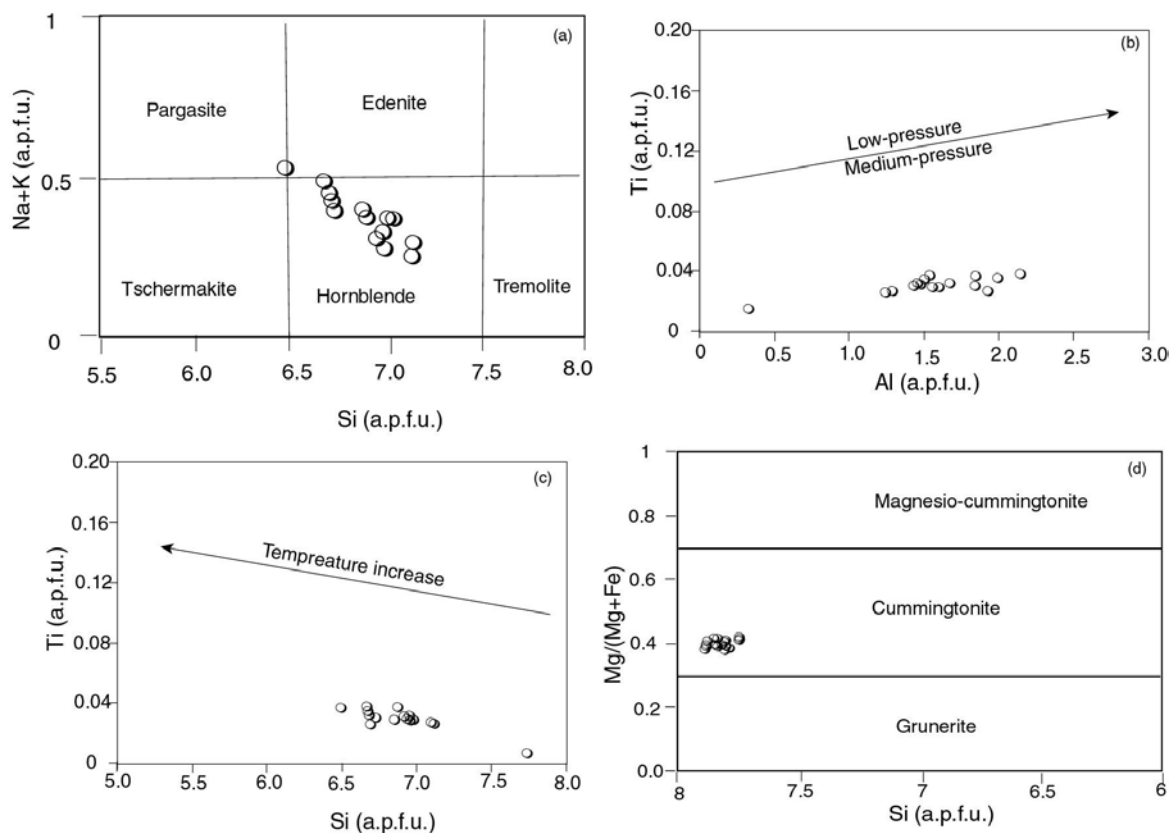 (a)
1
0.5
0
Na+K (a.p.f.u.)
Pargasite
Edenite
Tschermakite
Hornblende
Tremolite
5.5 6.0 6.5 7.0 7.5 8.0
Si (a.p.f.u.)
(b)
0.20
0.16
0.12
0.08
0.04
0
Ti (a.p.f.u.)
Low-pressure
Medium-pressure
0 0.5 1.0 1.5 2.0 2.5 3.0
Al (a.p.f.u.)
(c)
0.20
0.16
0.12
0.08
0.04
0
Ti (a.p.f.u.)
Tempreature increase
5.0 5.5 6.0 6.5 7.0 7.5 8.0
Si (a.p.f.u.)
(d)
1
0.8
0.6
0.4
0.2
0.0
Mg/(Mg+Fe)
Magnesio-cummingtonite
Cummingtonite
Grunerite
8 7.5 7 6.5 6
Si (a.p.f.u.)